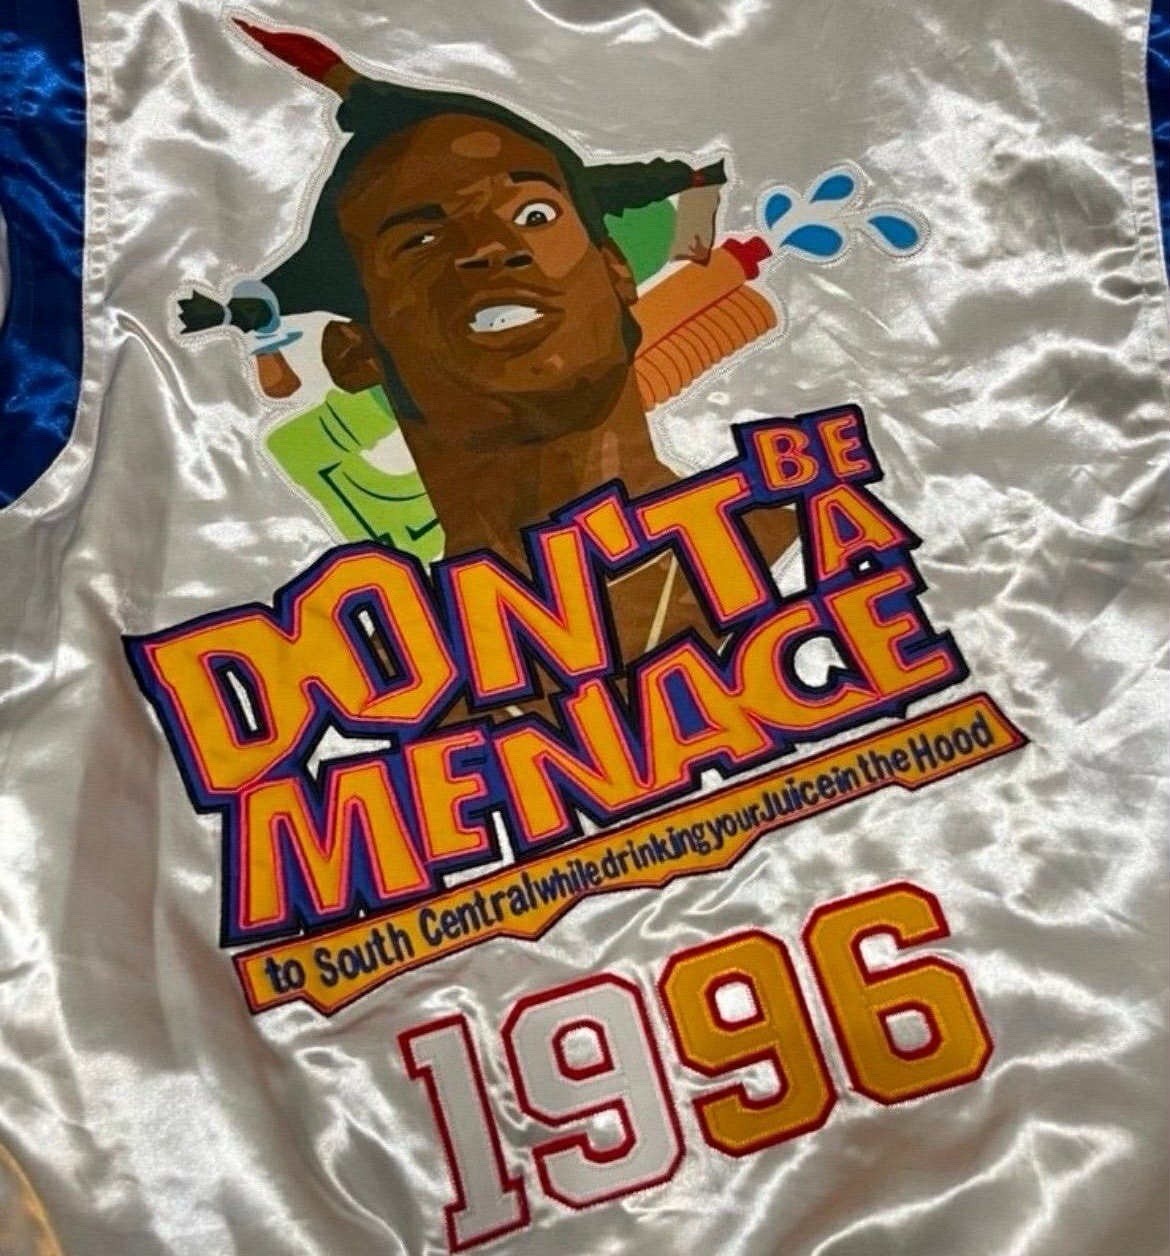 DON'T BE A
MENACE
to South Central while drinking your Juice in the Hood
1996